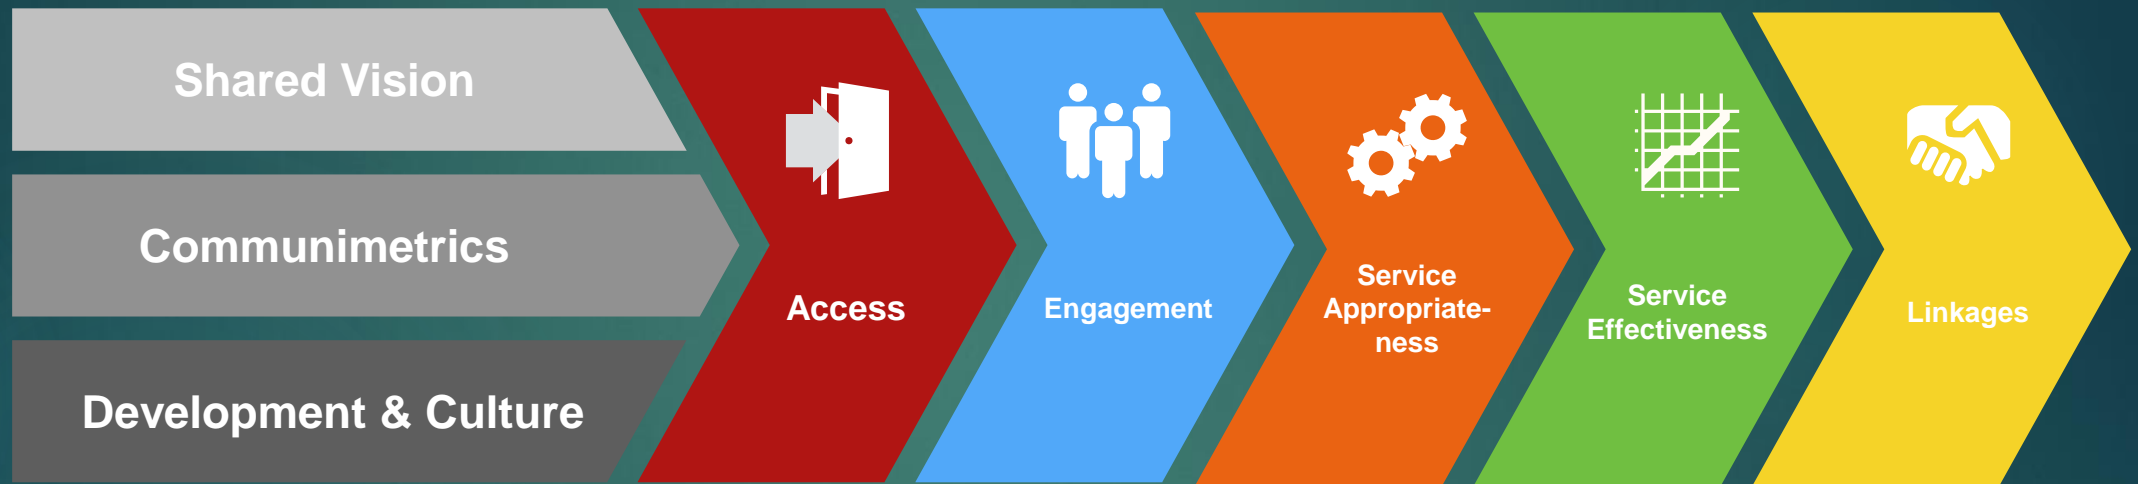 Shared Vision
Communimetrics
Development & Culture
Access
Engagement
Service
Appropriate-
ness
Service
Effectiveness
Linkages